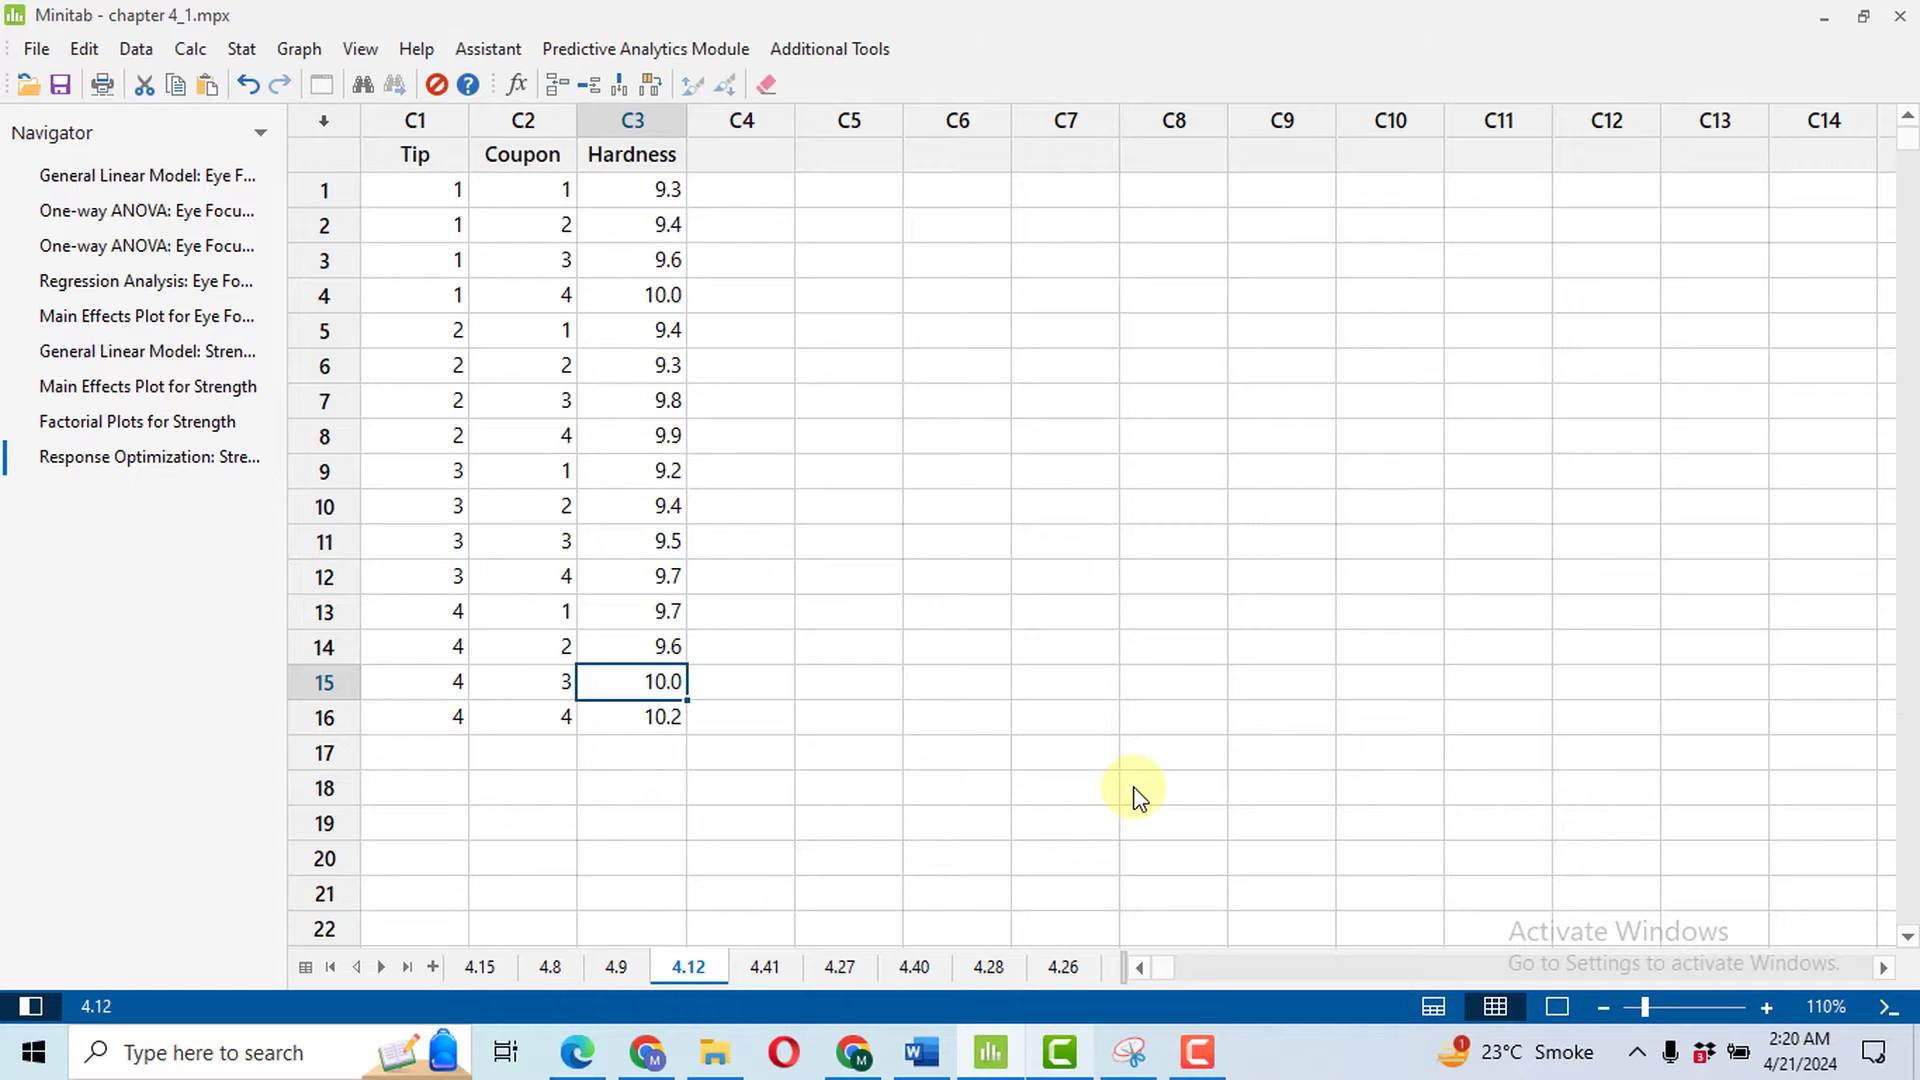 Minitab - chapter 4_1.mpx
File Edit Data Calc Stat Graph View Help Assistant Predictive Analytics Module Additional Tools
Navigator
General Linear Model: Eye F...
One-way ANOVA: Eye Focu...
One-way ANOVA: Eye Focu...
Regression Analysis: Eye Fo...
Main Effects Plot for Eye Fo...
General Linear Model: Stren...
Main Effects Plot for Strength
Factorial Plots for Strength
Response Optimization: Stre...
C1 C2 C3 C4 C5 C6 C7 C8 C9 C10 C11 C12 C13 C14
Tip Coupon Hardness
1 1 1 9.3
2 1 2 9.4
3 1 3 9.6
4 1 4 10.0
5 2 1 9.4
6 2 2 9.3
7 2 3 9.8
8 2 4 9.9
9 3 1 9.2
10 3 2 9.4
11 3 3 9.5
12 3 4 9.7
13 4 1 9.7
14 4 2 9.6
15 4 3 10.0
16 4 4 10.2
17
18
19
20
21
22
Activate Windows
Go to Settings to activate Windows.
4.15 4.8 4.9 4.12 4.41 4.27 4.40 4.28 4.26
4.12 110%
Type here to search
23°C Smoke
2:20 AM
4/21/2024